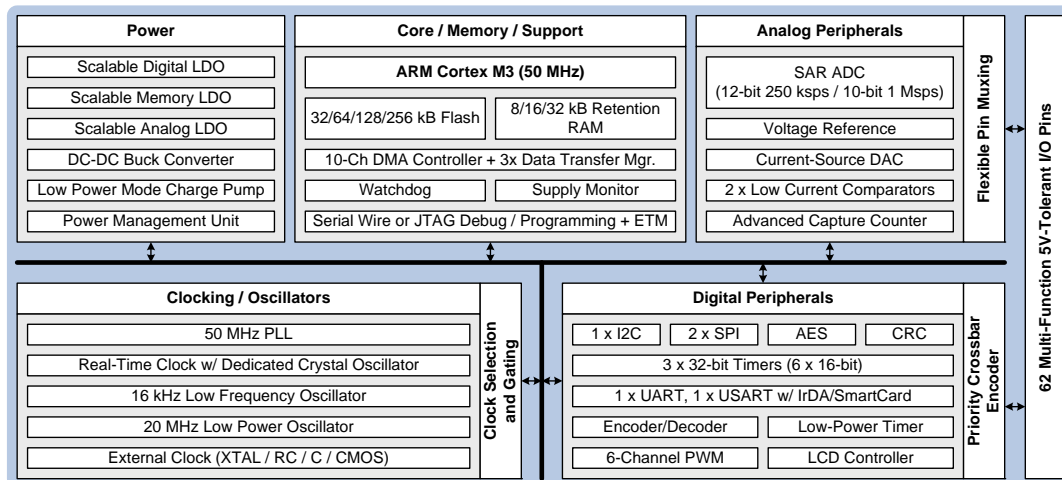 Power
Scalable Digital LDO
Scalable Memory LDO
Scalable Analog LDO
DC-DC Buck Converter
Low Power Mode Charge Pump
Power Management Unit
Core / Memory / Support
ARM Cortex M3 (50 MHz)
32/64/128/256 kB Flash
8/16/32 kB Retention
RAM
10-Ch DMA Controller + 3x Data Transfer Mgr.
Watchdog
Supply Monitor
Serial Wire or JTAG Debug / Programming + ETM
Analog Peripherals
SAR ADC
(12-bit 250 ksps / 10-bit 1 Msps)
Voltage Reference
Current-Source DAC
2 x Low Current Comparators
Advanced Capture Counter
Flexible Pin Muxing
62 Multi-Function 5V-Tolerant I/O Pins
Clocking / Oscillators
50 MHz PLL
Real-Time Clock w/ Dedicated Crystal Oscillator
16 kHz Low Frequency Oscillator
20 MHz Low Power Oscillator
External Clock (XTAL / RC / C / CMOS)
Clock Selection
and Gating
Digital Peripherals
1 x I2C
2 x SPI
AES
CRC
3 x 32-bit Timers (6 x 16-bit)
1 x UART, 1 x USART w/ IrDA/SmartCard
Encoder/Decoder
Low-Power Timer
6-Channel PWM
LCD Controller
Priority Crossbar
Encoder